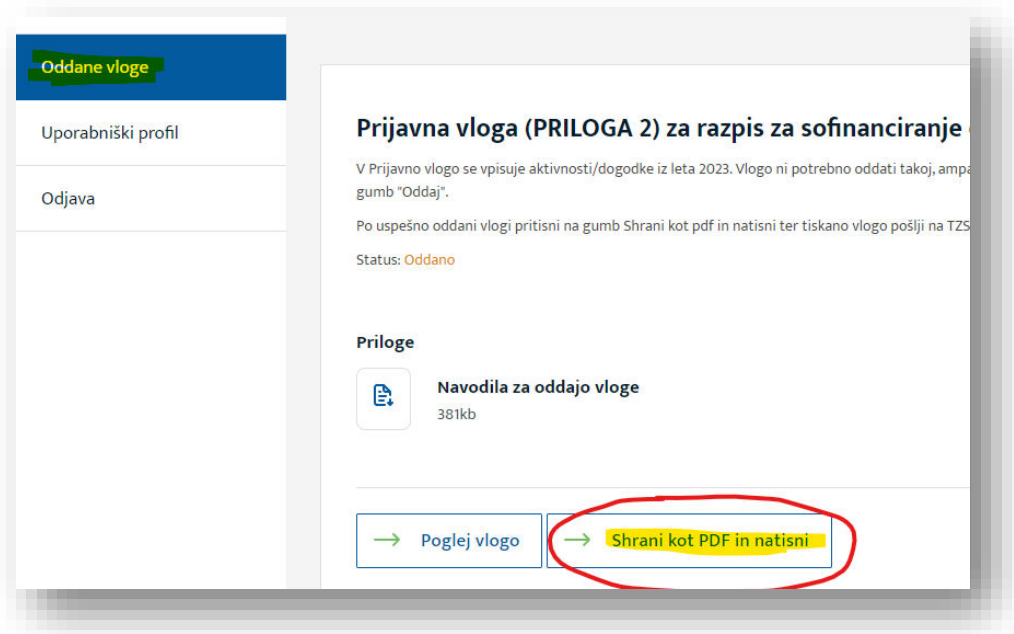 Oddane vloge
Uporabniški profil
Odjava
Prijavna vloga (PRILOGA 2) za razpis za sofinanciranje
V Prijavno vlogo se vpisuje aktivnosti/dogodke iz leta 2023. Vlogo ni potrebno oddati takoj,
gumb "Oddaj".
Po uspešno oddani vlogi pritisni na gumb Shrani kot pdf in natisni ter tiskano vlogo pošlji na TZS
Status: Oddano
Priloge
Navodila za oddajo vloge
381kb
Poglej vlogo
Shrani kot PDF in natisni